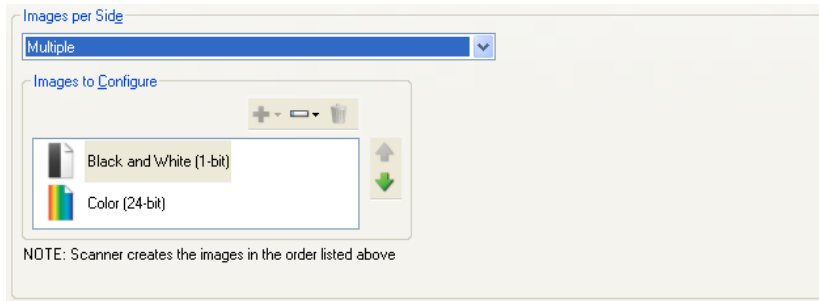 Images per Side
Multiple
Images to Configure
Black and White (1-bit)
Color (24-bit)
NOTE: Scanner creates the images in the order listed above